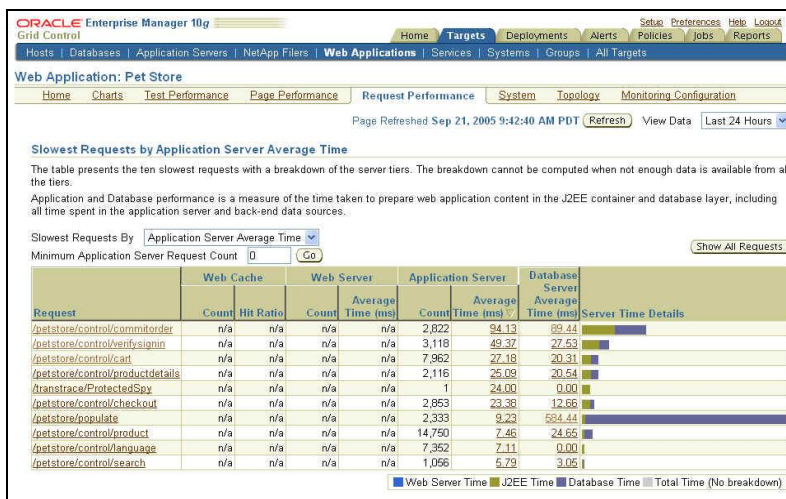 ORACLE Enterprise Manager 10g
Grid Control
Setup Preferences Help Logout
Home Targets Deployments Alerts Policies Jobs Reports
Hosts | Databases | Application Servers | NetApp Filers | Web Applications | Services | Systems | Groups | All Targets
Web Application: Pet Store
Home Charts Test Performance Page Performance Request Performance System Topology Monitoring Configuration
Page Refreshed Sep 21, 2005 9:42:40 AM PDT Refresh View Data Last 24 Hours
Slowest Requests by Application Server Average Time
The table presents the ten slowest requests with a breakdown of the server tiers. The breakdown cannot be computed when not enough data is available from al
the tiers.
Application and Database performance is a measure of the time taken to prepare web application content in the J2EE container and database layer, including
all time spent in the application server and back-end data sources.
Slowest Requests By Application Server Average Time
Minimum Application Server Request Count 0 Go
Show All Requests
Web Cache Web Server Application Server Database Server Average Time (ms)
Request Count Hit Ratio Count Average Time (ms) Count Average Time (ms) Server Time Details
/petstore/control/commitorder n/a n/a n/a n/a 2,822 94.13 89.44
/petstore/control/verifysignin n/a n/a n/a n/a 3,118 49.37 27.53
/petstore/control/cart n/a n/a n/a n/a 7,962 27.18 20.31
/petstore/control/productdetails n/a n/a n/a n/a 2,116 25.09 20.54
/transtrace/ProtectedSpy n/a n/a n/a n/a 1 24.00 0.00
/petstore/control/checkout n/a n/a n/a n/a 2,853 23.38 12.66
/petstore/populate n/a n/a n/a n/a 2,333 9.23 584.44
/petstore/control/product n/a n/a n/a n/a 14,750 7.46 24.65
/petstore/control/language n/a n/a n/a n/a 7,352 7.11 0.00
/petstore/control/search n/a n/a n/a n/a 1,056 5.79 3.05
Web Server Time J2EE Time Database Time Total Time (No breakdown)